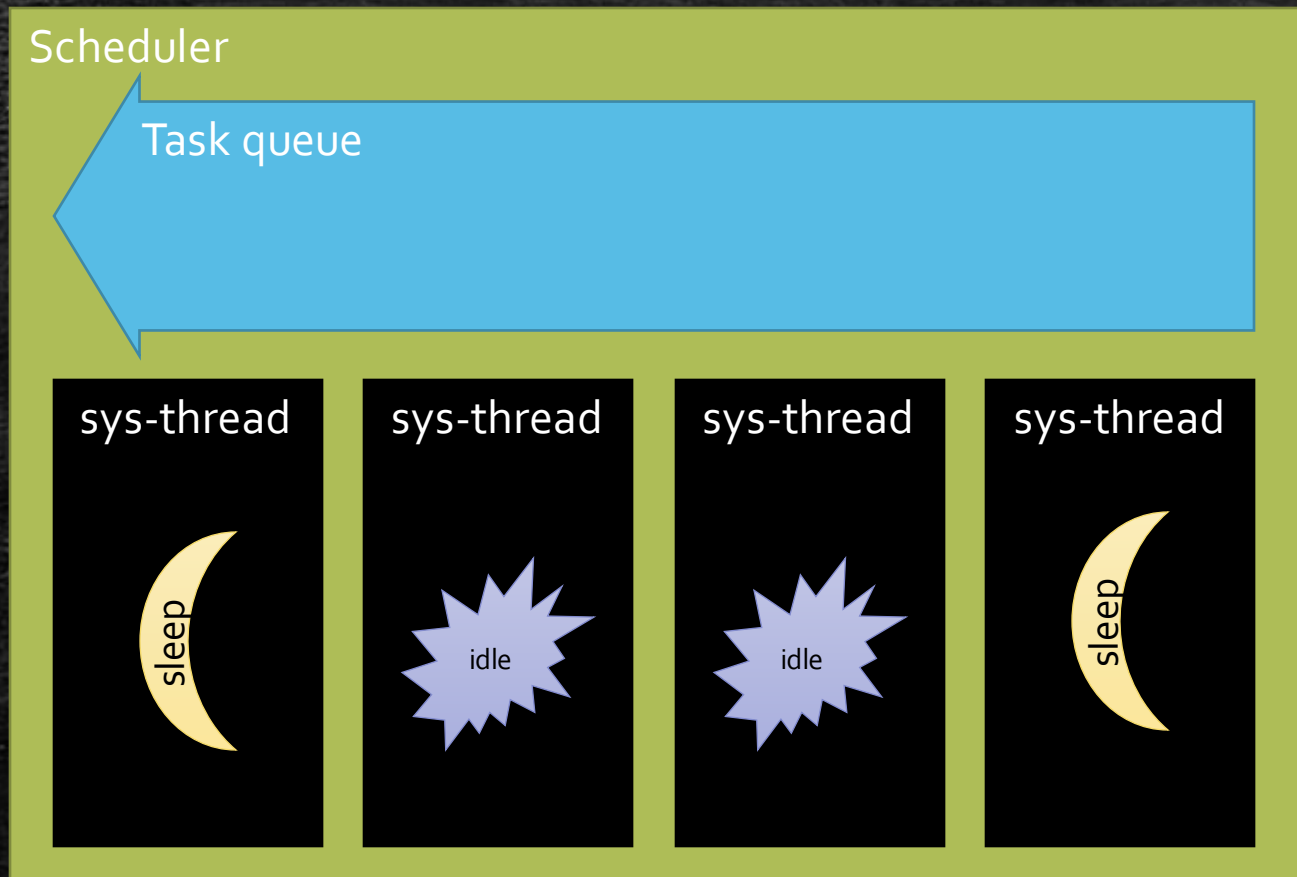 Scheduler
Task queue
sys-thread
sys-thread
sys-thread
sys-thread
sleep
idle
idle
sleep